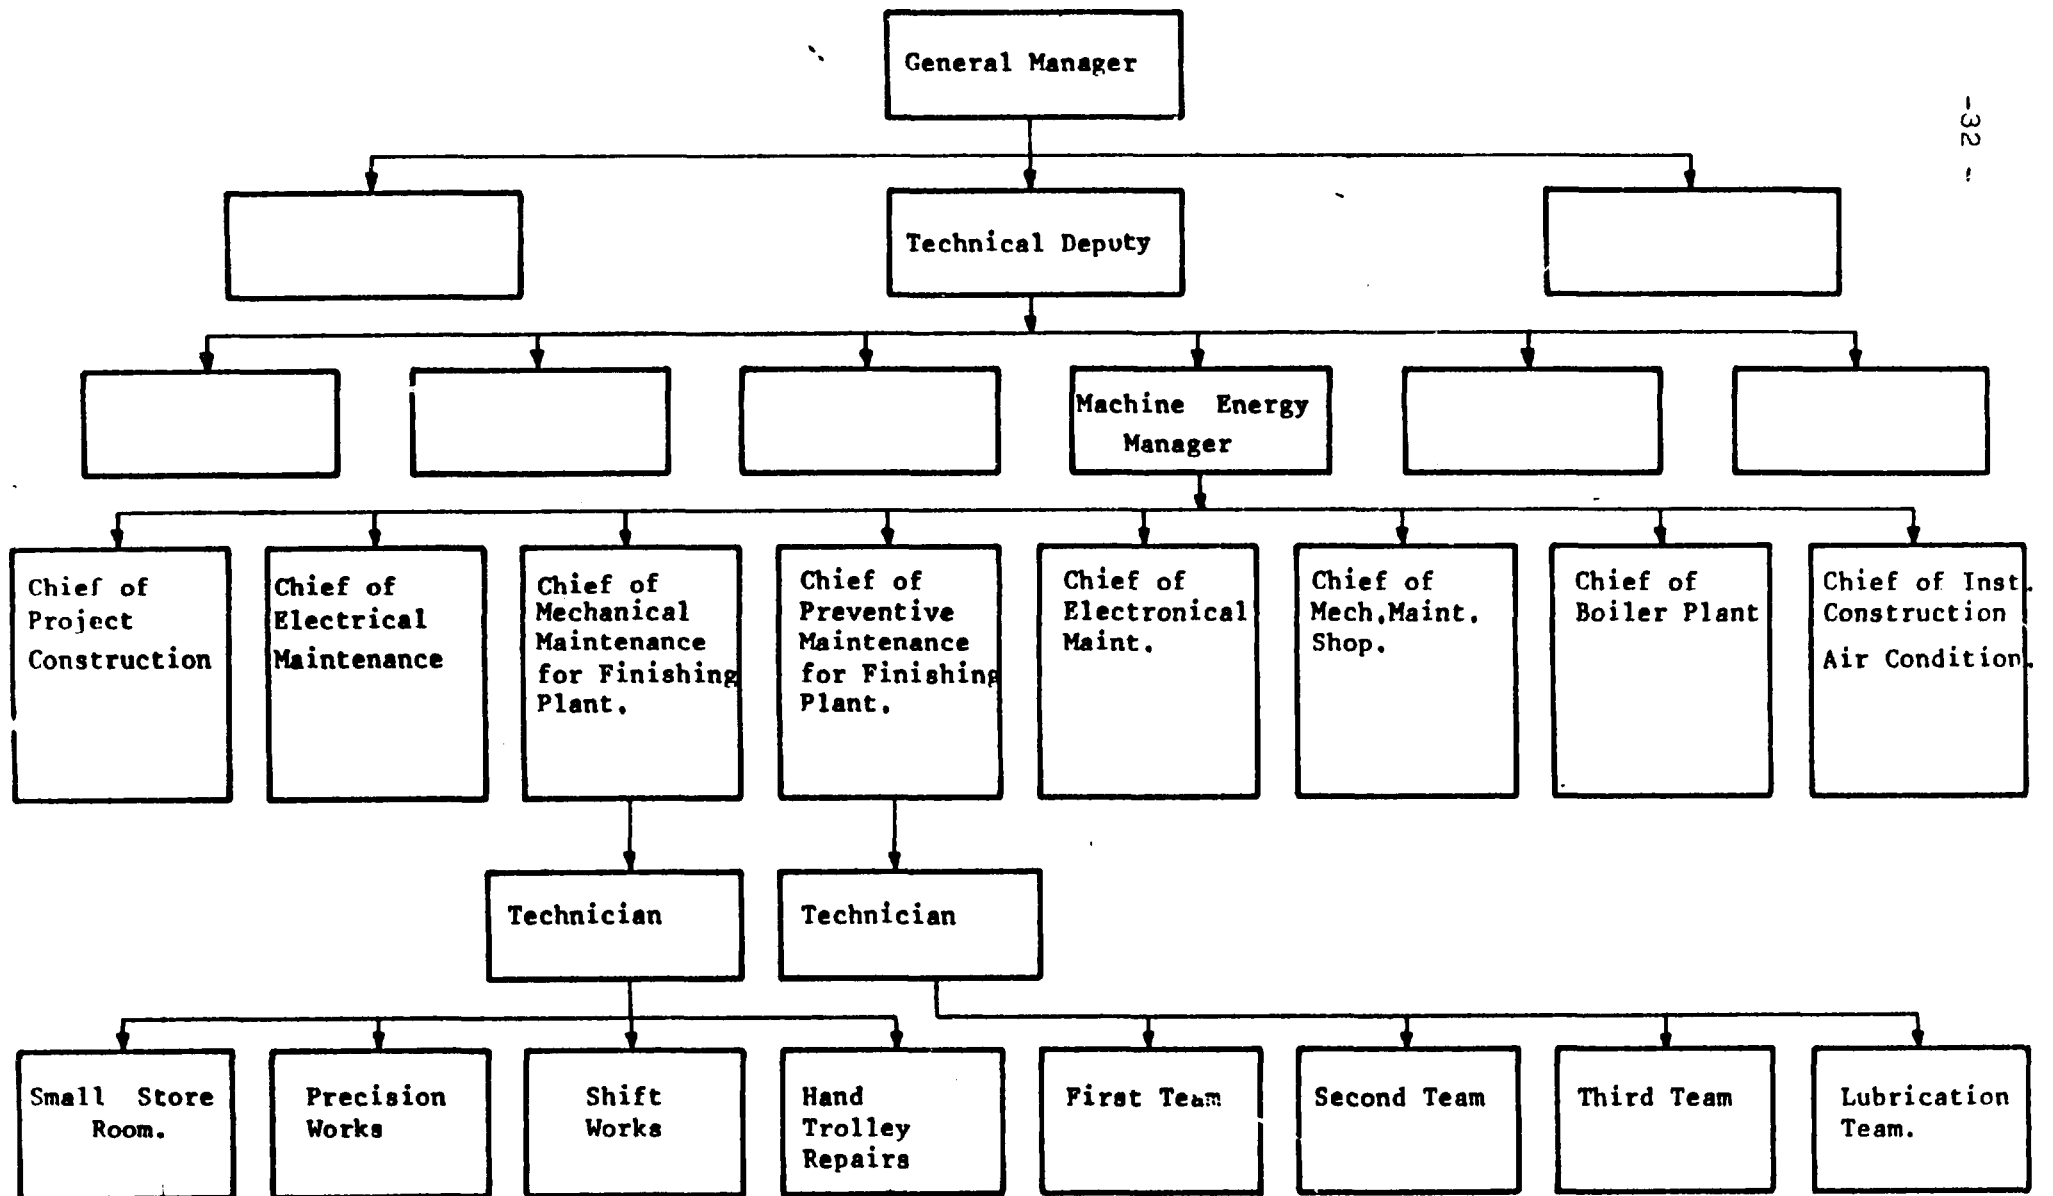 General Manager
-32-
Technical Deputy
Machine Energy
Manager
Chief of
Project
Construction
Chief of
Electrical
Maintenance
Chief of
Mechanical
Maintenance
for Finishing
Plant.
Chief of
Preventive
Maintenance
for Finishing
Plant.
Chief of
Electronical
Maint.
Chief of
Mech.Maint.
Shop.
Chief of
Boiler Plant
Chief of Inst.
Construction
Air Condition.
Technician
Technician
Small Store
Room.
Precision
Works
Shift
Works
Hand
Trolley
Repairs
First Team
Second Team
Third Team
Lubrication
Team.